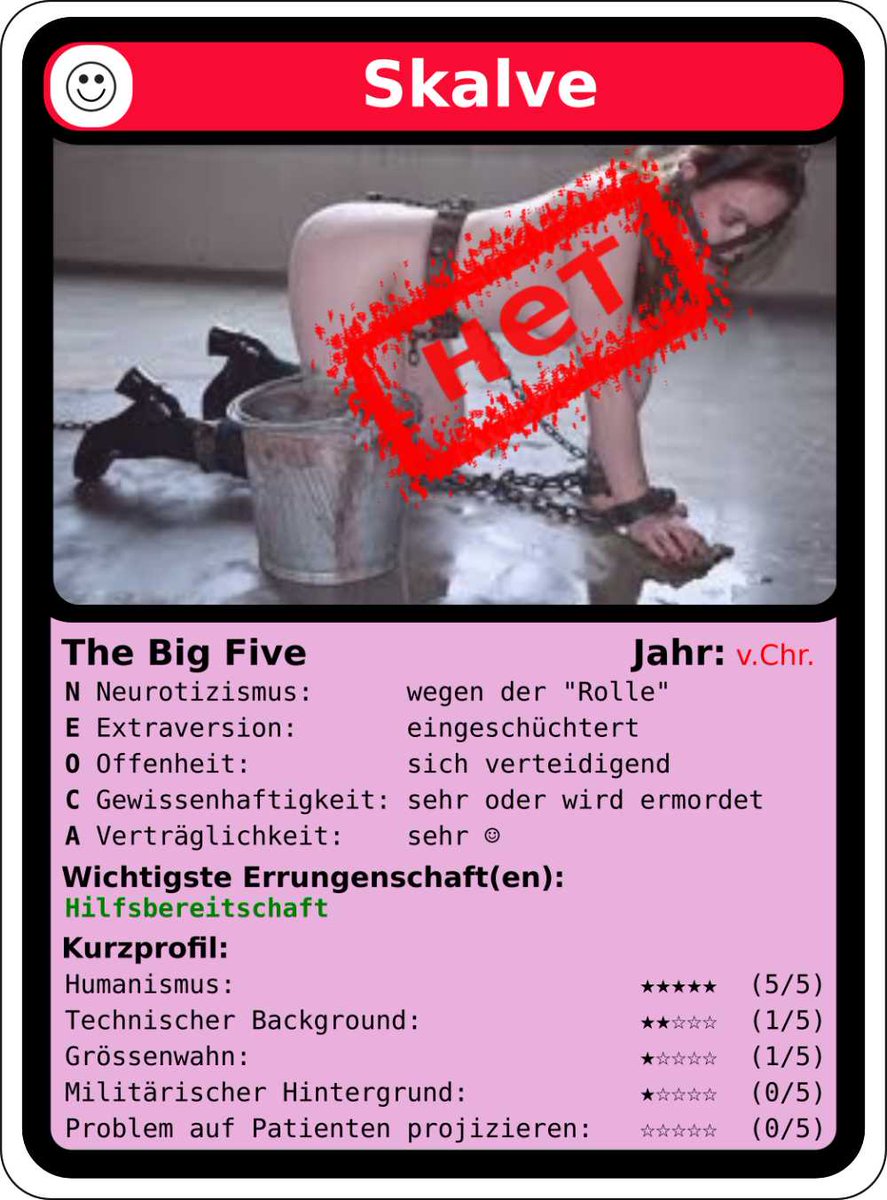 Skalve
нет
The Big Five
Jahr: v.Chr.
N Neurotizismus: wegen der "Rolle"
E Extraversion: eingeschüchtert
O Offenheit: sich verteidigend
C Gewissenhaftigkeit: sehr oder wird ermordet
A Verträglichkeit: sehr ☺
Wichtigste Errungenschaft(en):
Hilfsbereitschaft
Kurzprofil:
Humanismus: ★★★★★ (5/5)
Technischer Background: ★★☆☆☆ (1/5)
Grössenwahn: ★☆☆☆☆ (1/5)
Militärischer Hintergrund: ★☆☆☆☆ (0/5)
Problem auf Patienten projizieren: ☆☆☆☆☆ (0/5)